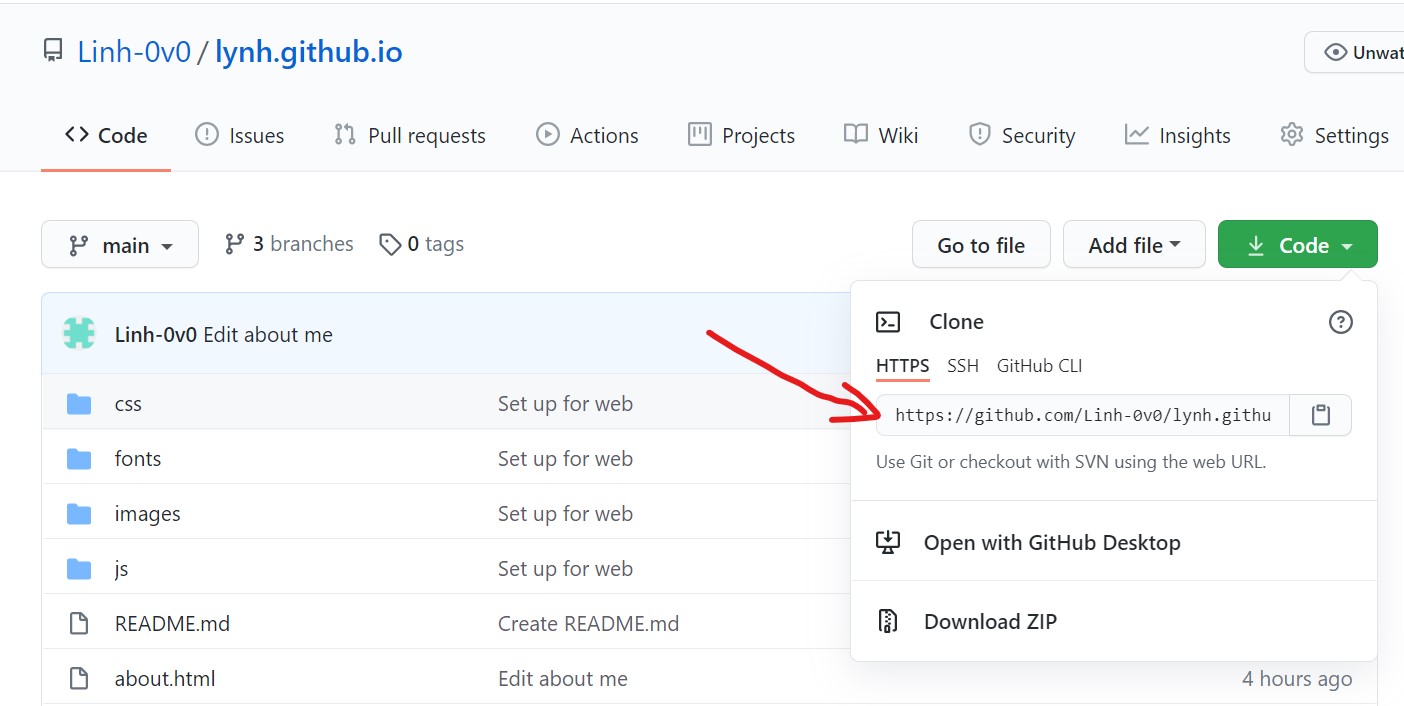 Linh-0v0 / lynh.github.io
Unwat
Code Issues Pull requests Actions Projects Wiki Security Insights Settings
main 3 branches 0 tags Go to file Add file Code
Linh-0v0 Edit about me
Clone
HTTPS SSH GitHub CLI
https://github.com/Linh-0v0/lynh.githu
Use Git or checkout with SVN using the web URL.
Open with GitHub Desktop
Download ZIP
css Set up for web
fonts Set up for web
images Set up for web
js Set up for web
README.md Create README.md
about.html Edit about me 4 hours ago